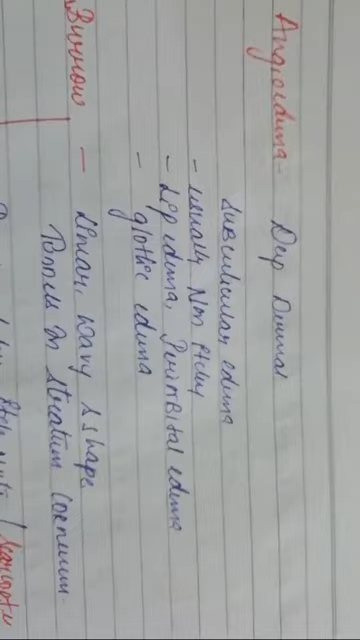 Angioedema - Deep Dermal
Subcutaneous edema
- usually Non itchy
- Lip edema, Periorbital edema
- glottic edema
Burrow - Linear, wavy S shape
Tunnels in stratum corneum